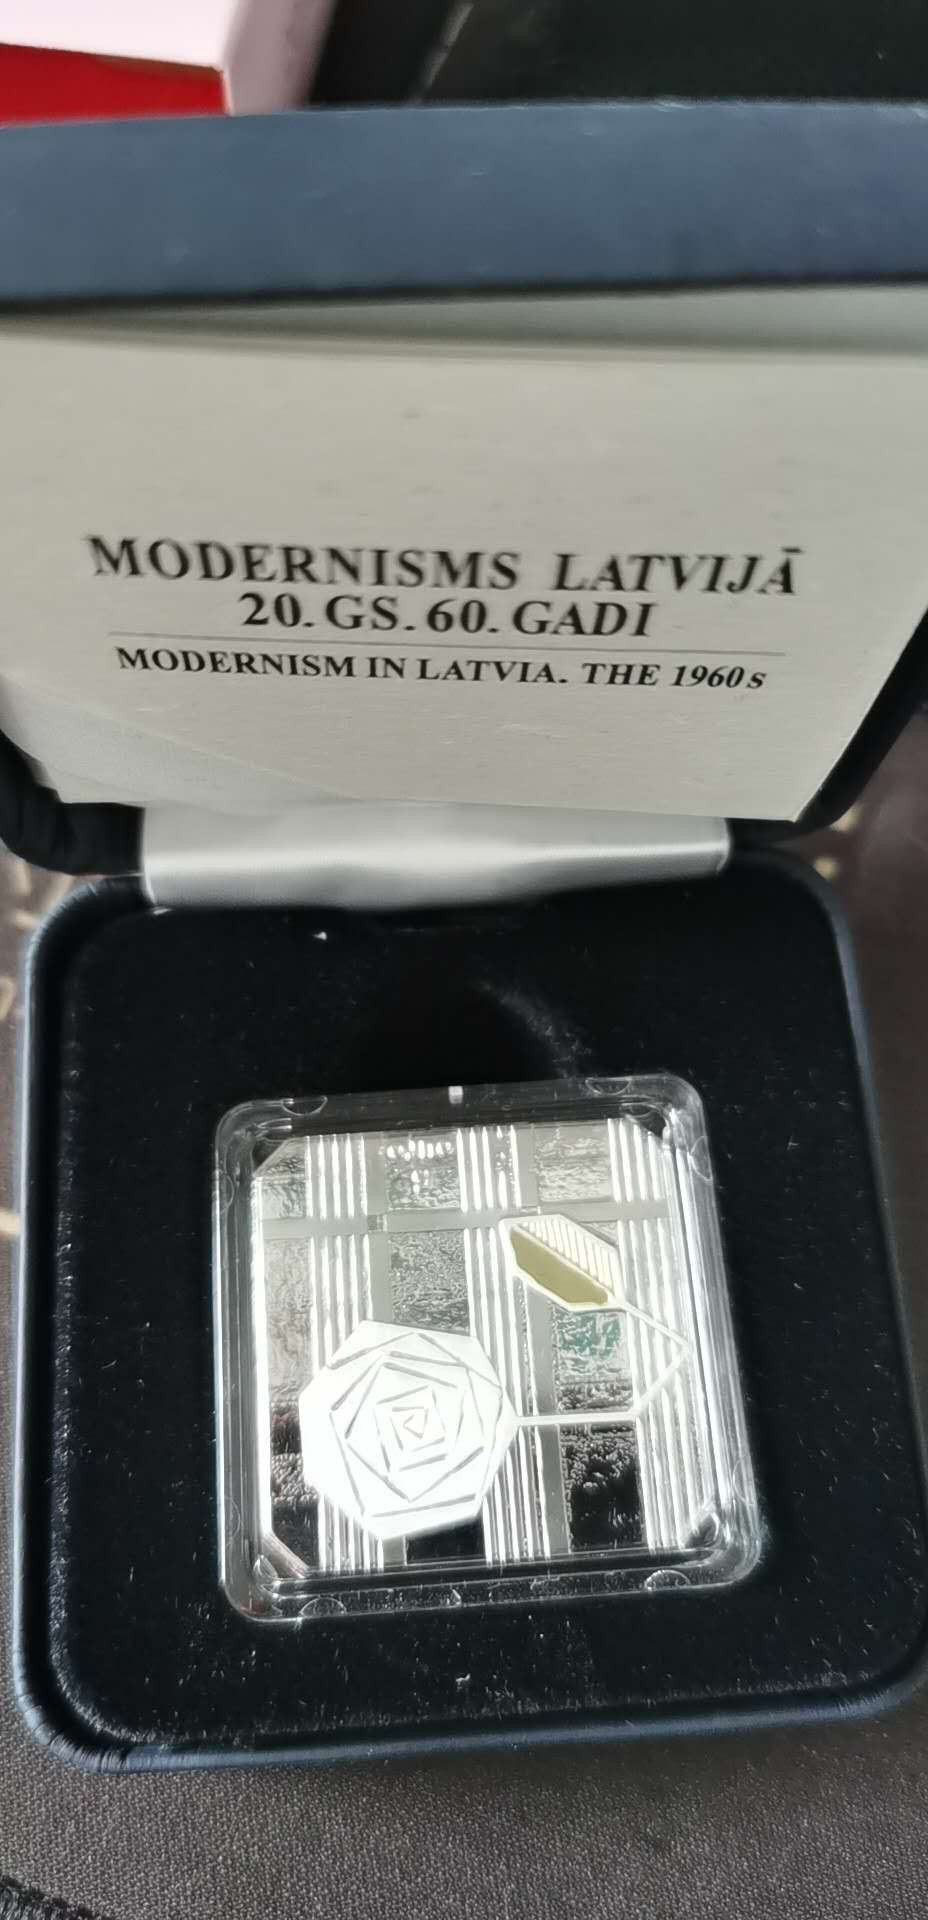 MODERNISMS LATVIJĀ
20. GS. 60. GADI
MODERNISM IN LATVIA. THE 1960s